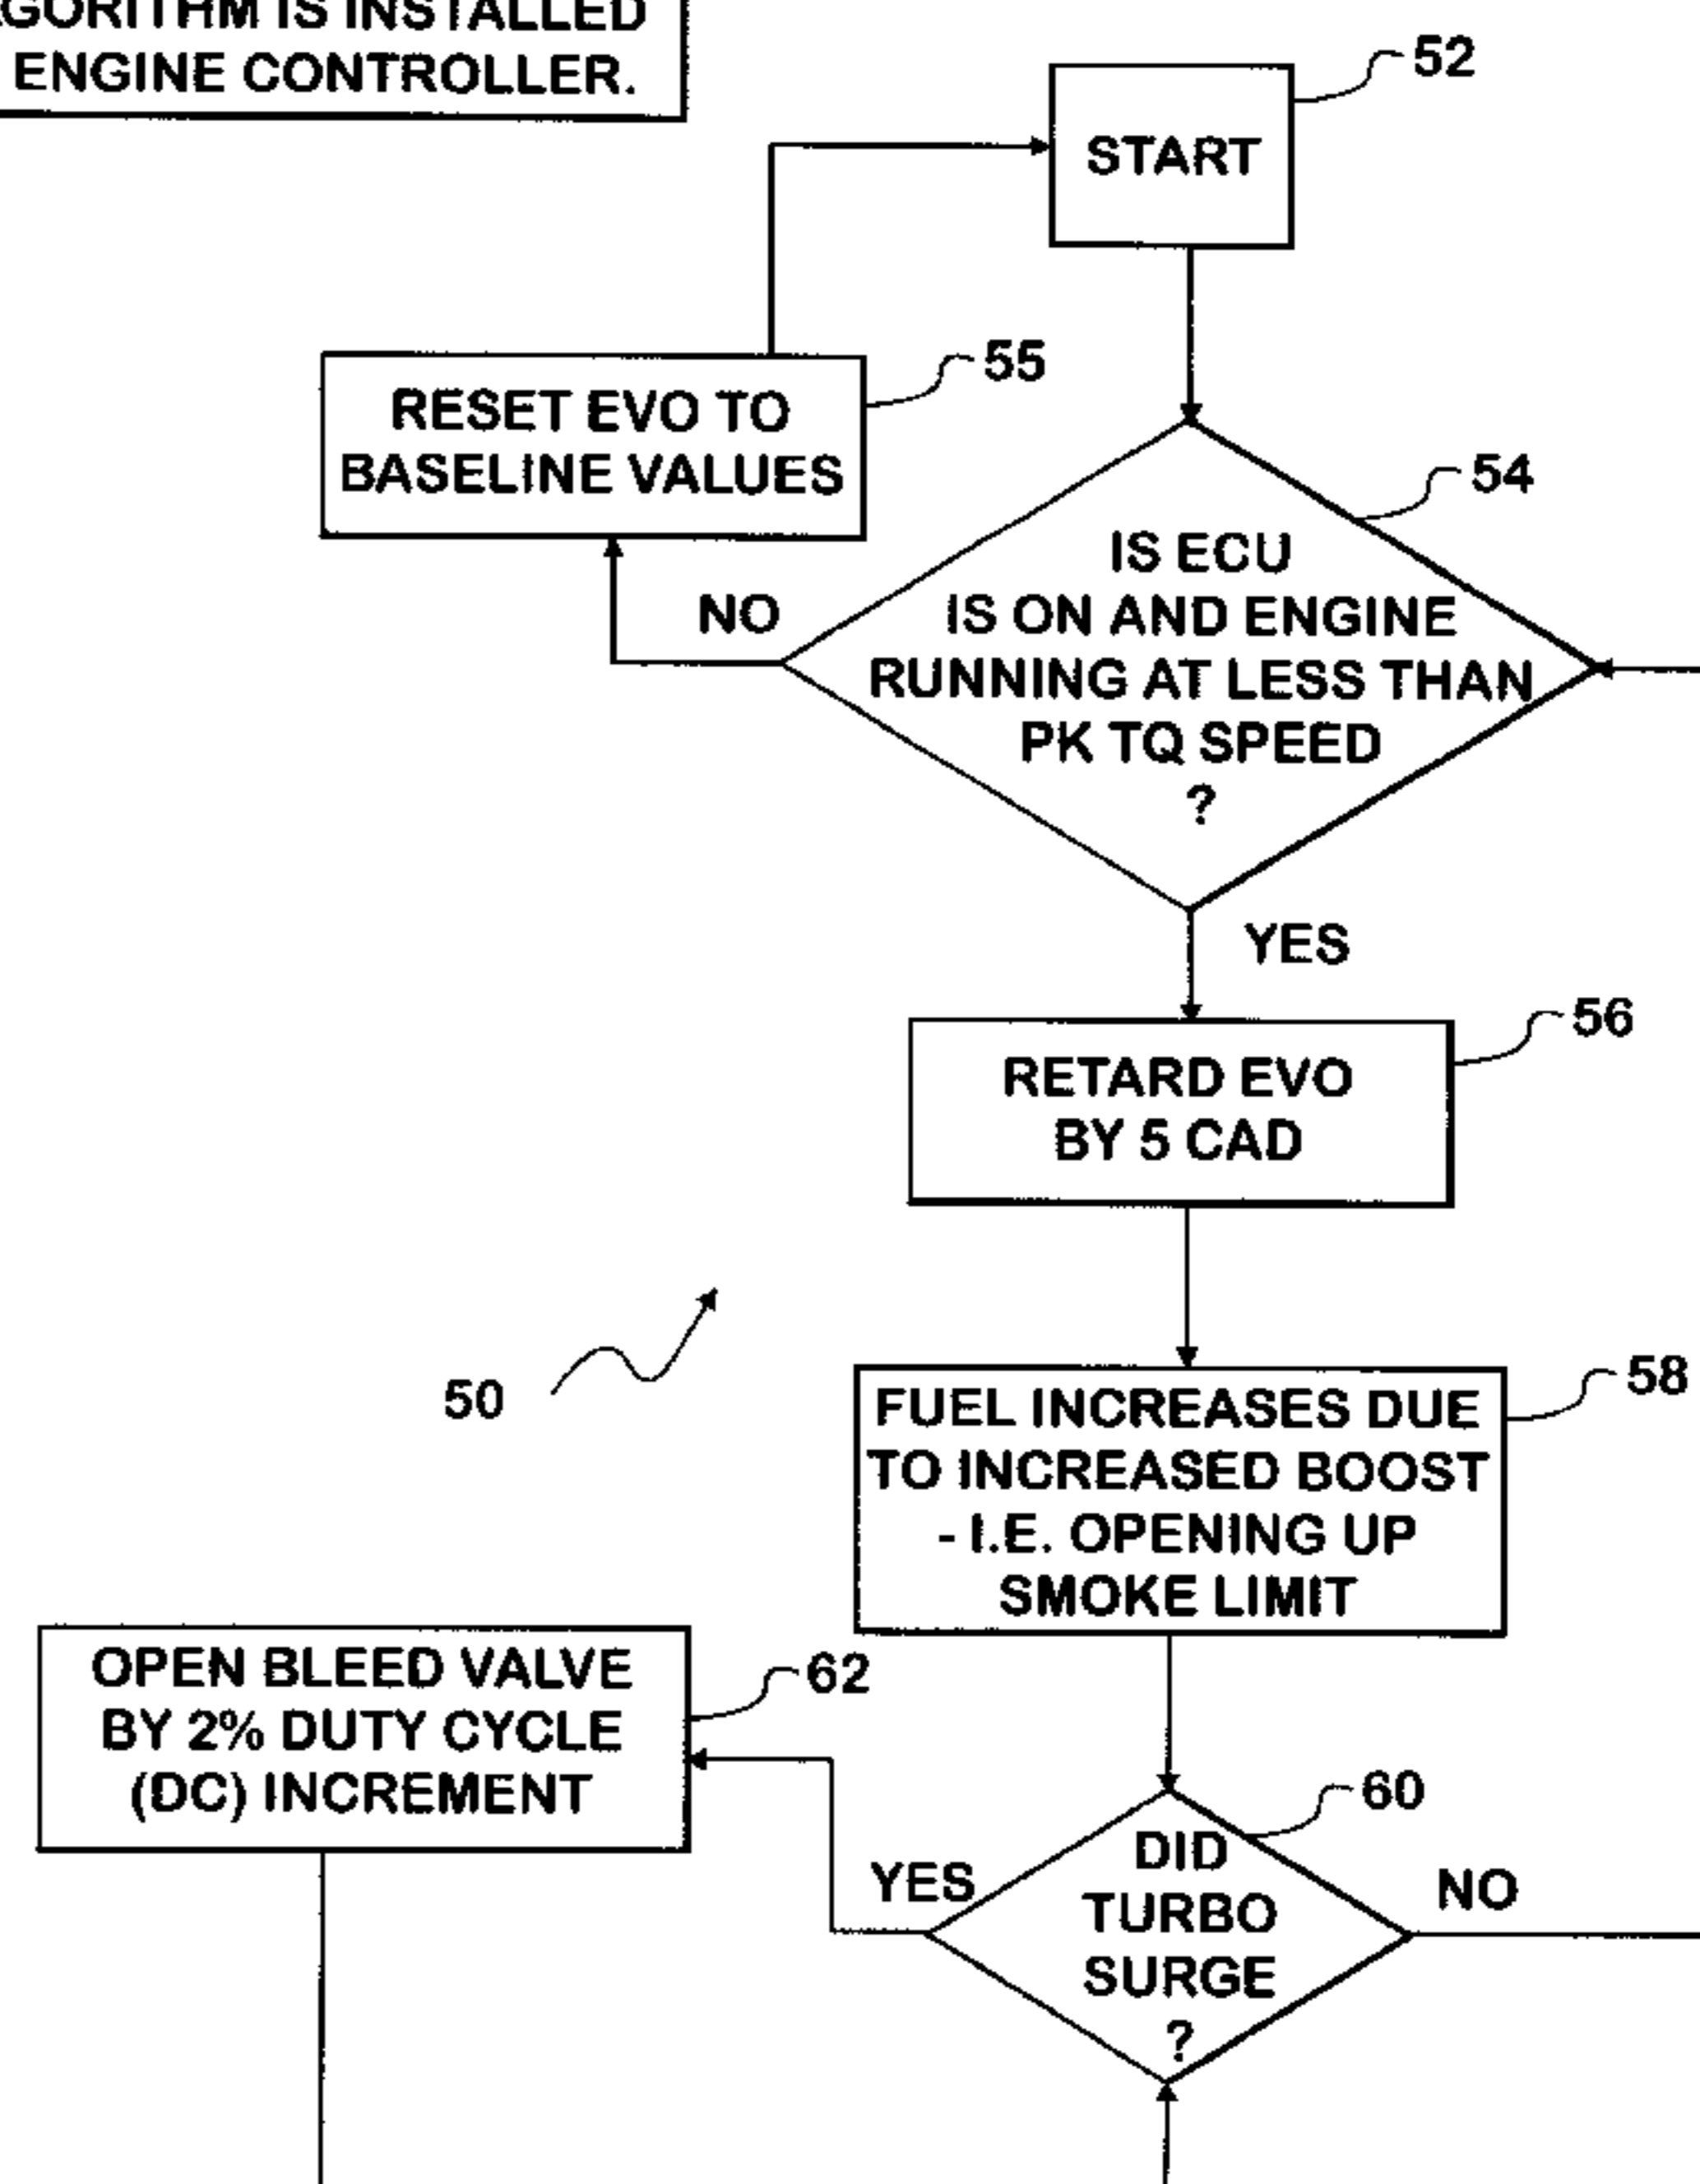 ALGORITHM IS INSTALLED
ENGINE CONTROLLER.
52
START
55
RESET EVO TO
BASELINE VALUES
54
IS ECU
IS ON AND ENGINE
RUNNING AT LESS THAN
PK TQ SPEED
?
NO
YES
56
RETARD EVO
BY 5 CAD
50
58
FUEL INCREASES DUE
TO INCREASED BOOST
- I.E. OPENING UP
SMOKE LIMIT
OPEN BLEED VALVE
BY 2% DUTY CYCLE
(DC) INCREMENT
62
60
DID
TURBO
SURGE
?
YES
NO